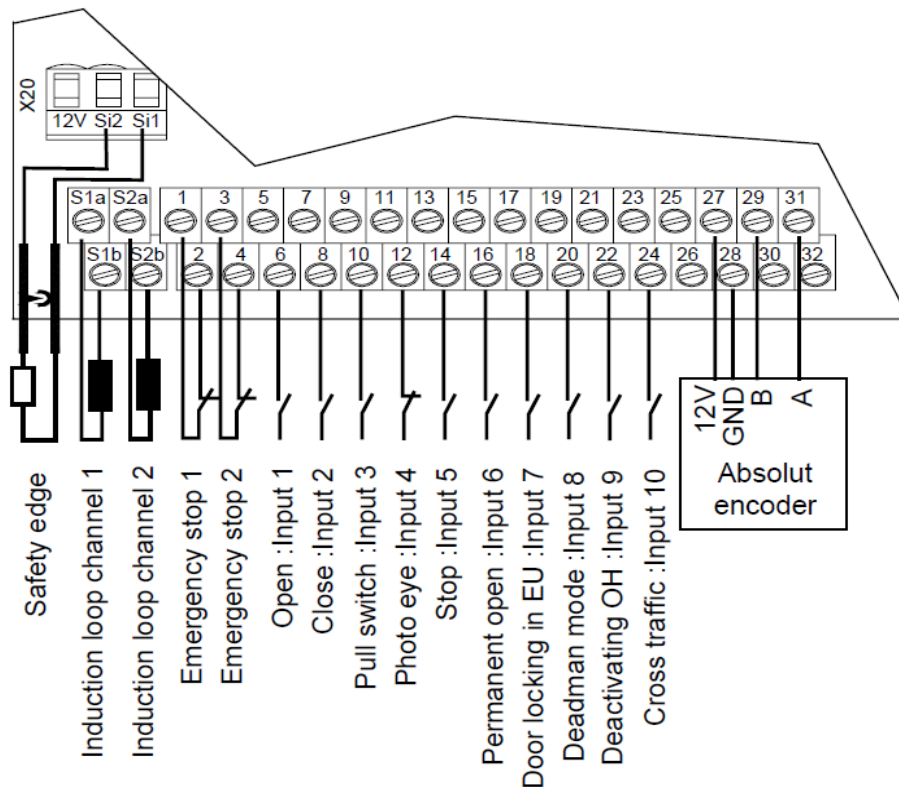 X20
12V Si2 Si1
S1a S2a 1 3 5 7 9 11 13 15 17 19 21 23 25 27 29 31
S1b S2b 2 4 6 8 10 12 14 16 18 20 22 24 26 28 30 32
12V
GND
B
A
Absolut
encoder
Safety edge
Induction loop channel 1
Induction loop channel 2
Emergency stop 1
Emergency stop 2
Open :Input 1
Close :Input 2
Pull switch :Input 3
Photo eye :Input 4
Stop :Input 5
Permanent open :Input 6
Door locking in EU :Input 7
Deadman mode :Input 8
Deactivating OH :Input 9
Cross traffic :Input 10